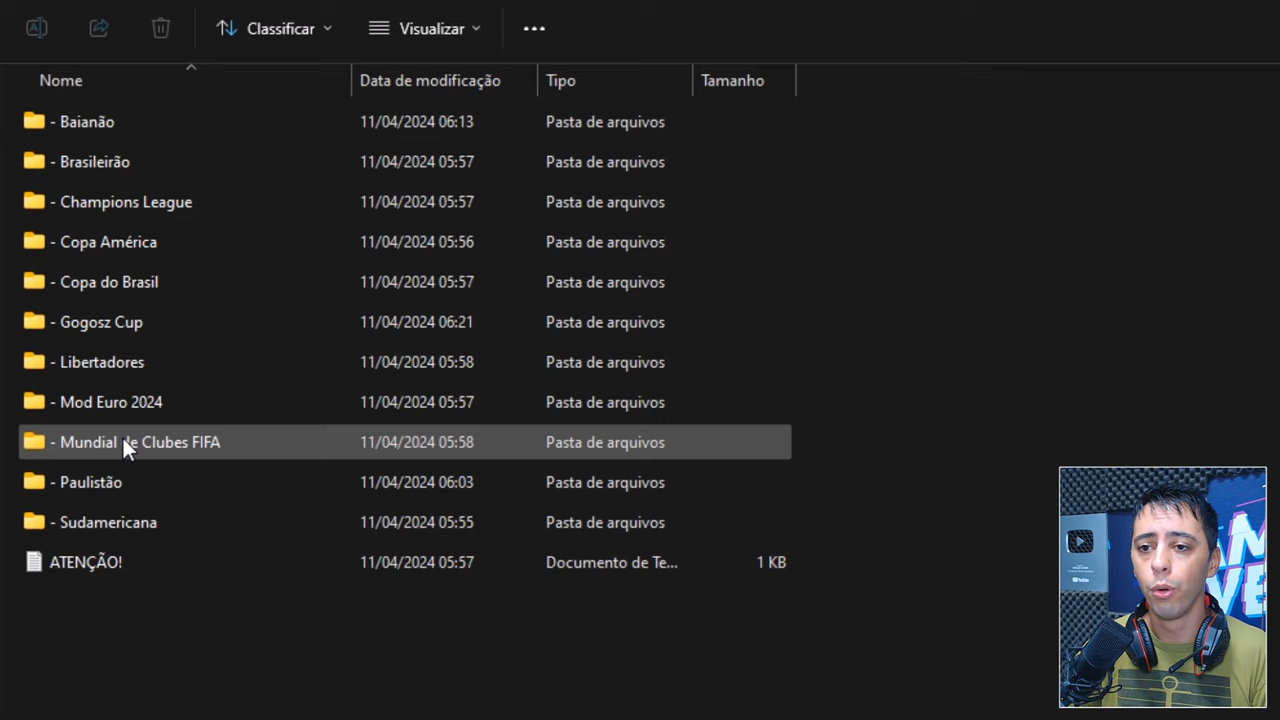 Classificar Visualizar
Nome Data de modificação Tipo Tamanho
- Baianão 11/04/2024 06:13 Pasta de arquivos
- Brasileirão 11/04/2024 05:57 Pasta de arquivos
- Champions League 11/04/2024 05:57 Pasta de arquivos
- Copa América 11/04/2024 05:56 Pasta de arquivos
- Copa do Brasil 11/04/2024 05:57 Pasta de arquivos
- Gogosz Cup 11/04/2024 06:21 Pasta de arquivos
- Libertadores 11/04/2024 05:58 Pasta de arquivos
- Mod Euro 2024 11/04/2024 05:57 Pasta de arquivos
- Mundial de Clubes FIFA 11/04/2024 05:58 Pasta de arquivos
- Paulistão 11/04/2024 06:03 Pasta de arquivos
- Sudamericana 11/04/2024 05:55 Pasta de arquivos
ATENÇÃO! 11/04/2024 05:57 Documento de Te... 1 KB